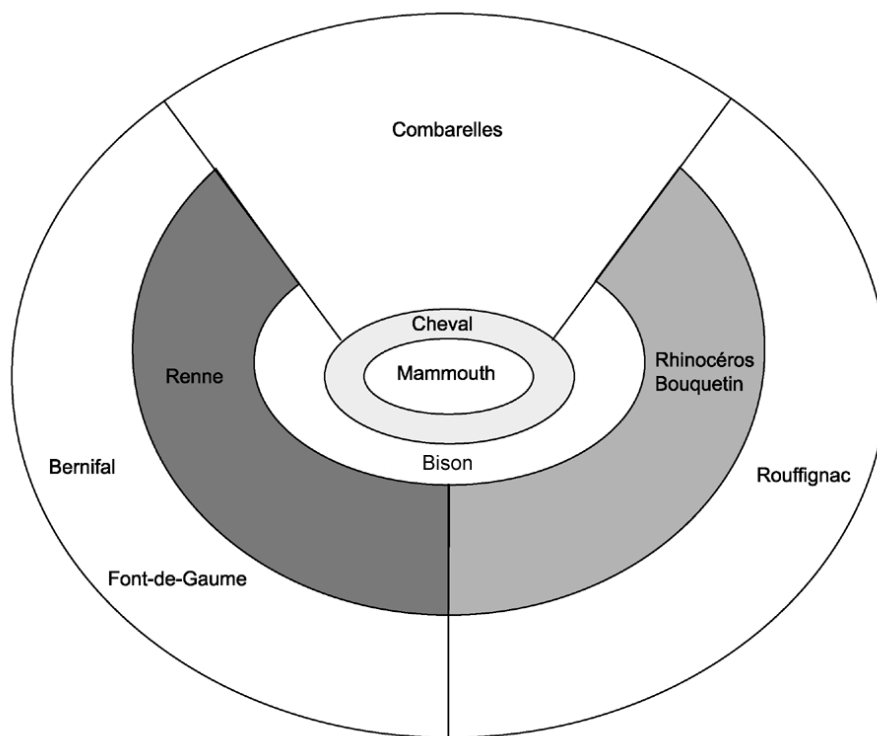 Combarelles
Cheval
Mammouth
Renne
Rhinocéros
Bouquetin
Bison
Bernifal
Rouffignac
Font-de-Gaume